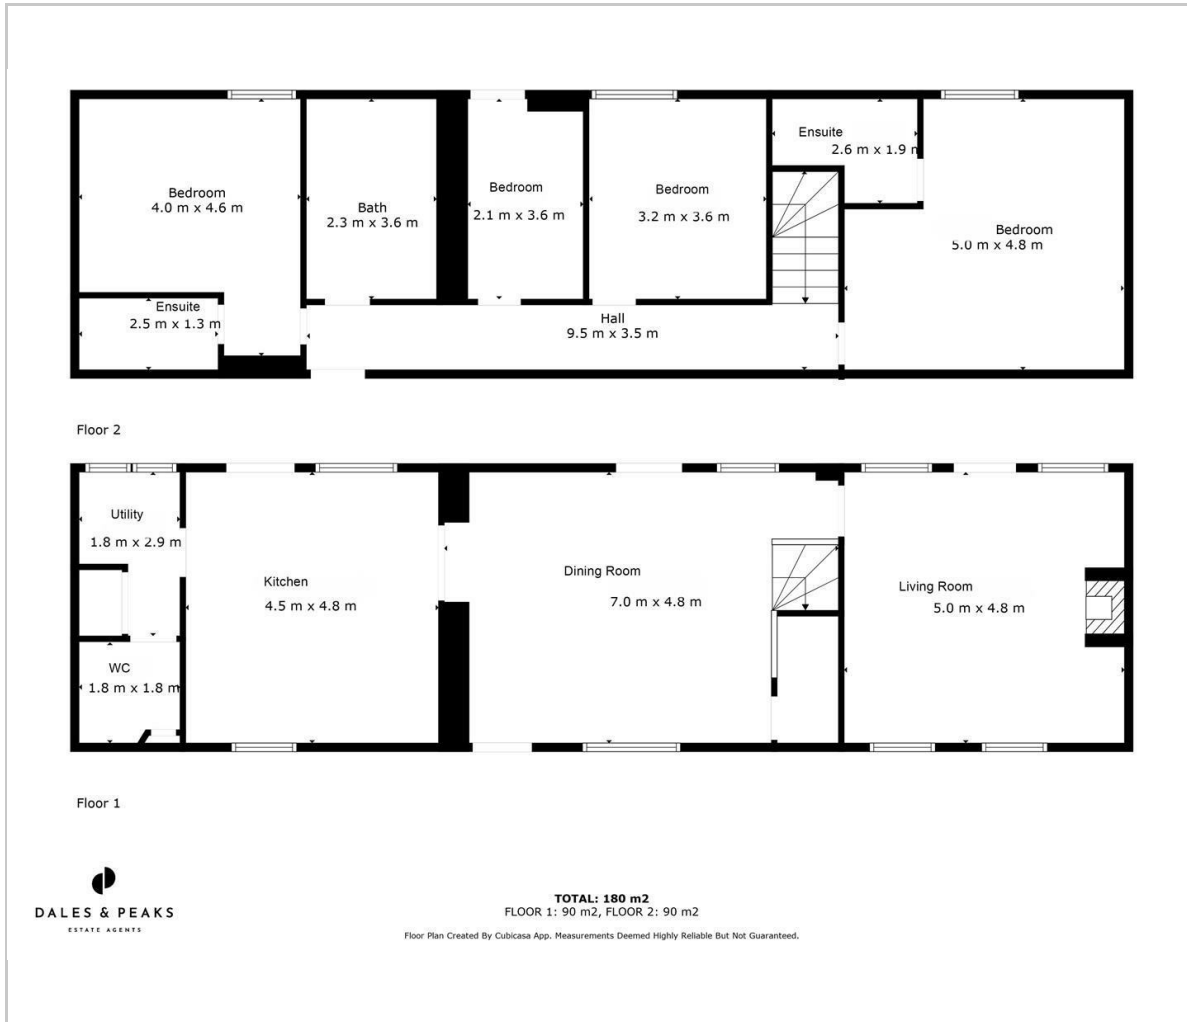 Bedroom
4.0 m x 4.6 m
Bath
2.3 m x 3.6 m
Bedroom
2.1 m x 3.6 m
Bedroom
3.2 m x 3.6 m
Ensuite
2.6 m x 1.9 m
Bedroom
5.0 m x 4.8 m
Ensuite
2.5 m x 1.3 m
Hall
9.5 m x 3.5 m
Floor 2
Utility
1.8 m x 2.9 m
Kitchen
4.5 m x 4.8 m
Dining Room
7.0 m x 4.8 m
Living Room
5.0 m x 4.8 m
WC
1.8 m x 1.8 m
Floor 1
DALES & PEAKS
ESTATE AGENTS
TOTAL: 180 m2
FLOOR 1: 90 m2, FLOOR 2: 90 m2
Floor Plan Created By Cubicasa App. Measurements Deemed Highly Reliable But Not Guaranteed.